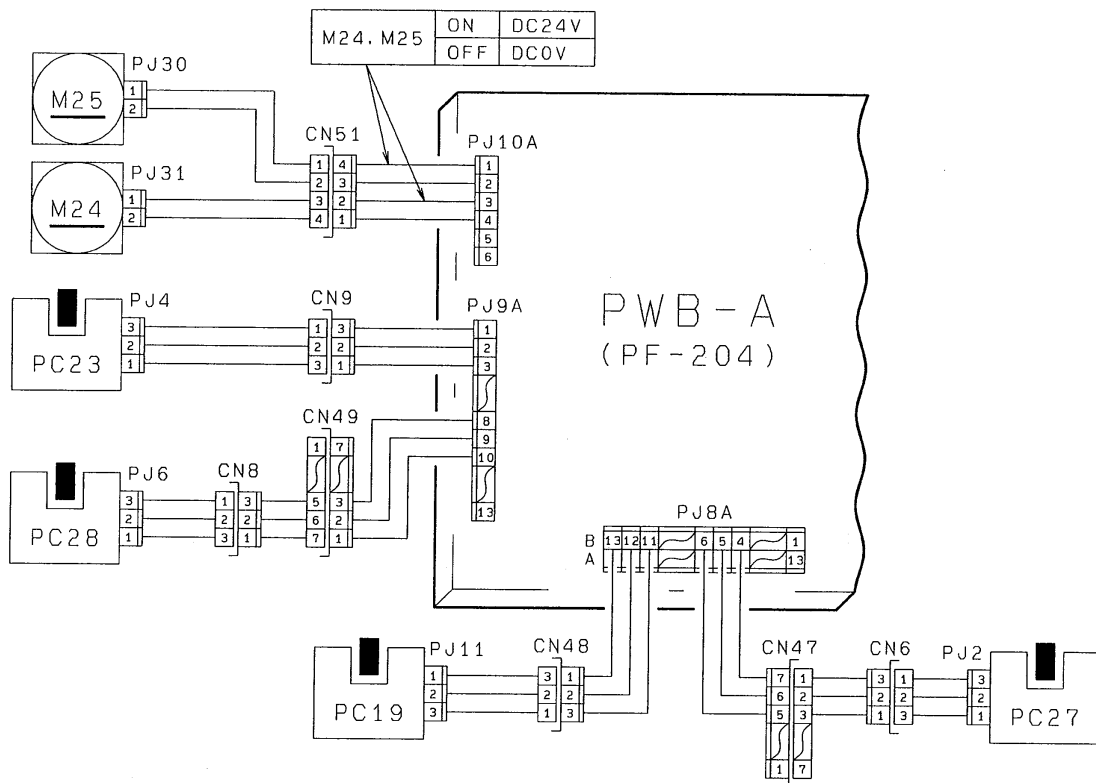 M24, M25
ON DC24V
OFF DC0V
PJ30
M25
1
2
PJ31
M24
1
2
CN51
1 4
2 3
3 2
4 1
PJ10A
1
2
3
4
5
6
PWB-A
(PF-204)
PJ4
PC23
3
2
1
CN9
1 3
2 2
3 1
PJ9A
1
2
3
8
9
10
13
CN49
1 7
5 3
6 2
7 1
PJ6
PC28
3
2
1
CN8
1 3
2 2
3 1
PJ8A
B 13 12 11 6 5 4 1
A 13
PJ11
PC19
1
2
3
CN48
3 1
2 2
1 3
CN47
7 1
6 2
5 3
1 7
CN6
3 1
2 2
1 3
PJ2
3
2
1
PC27